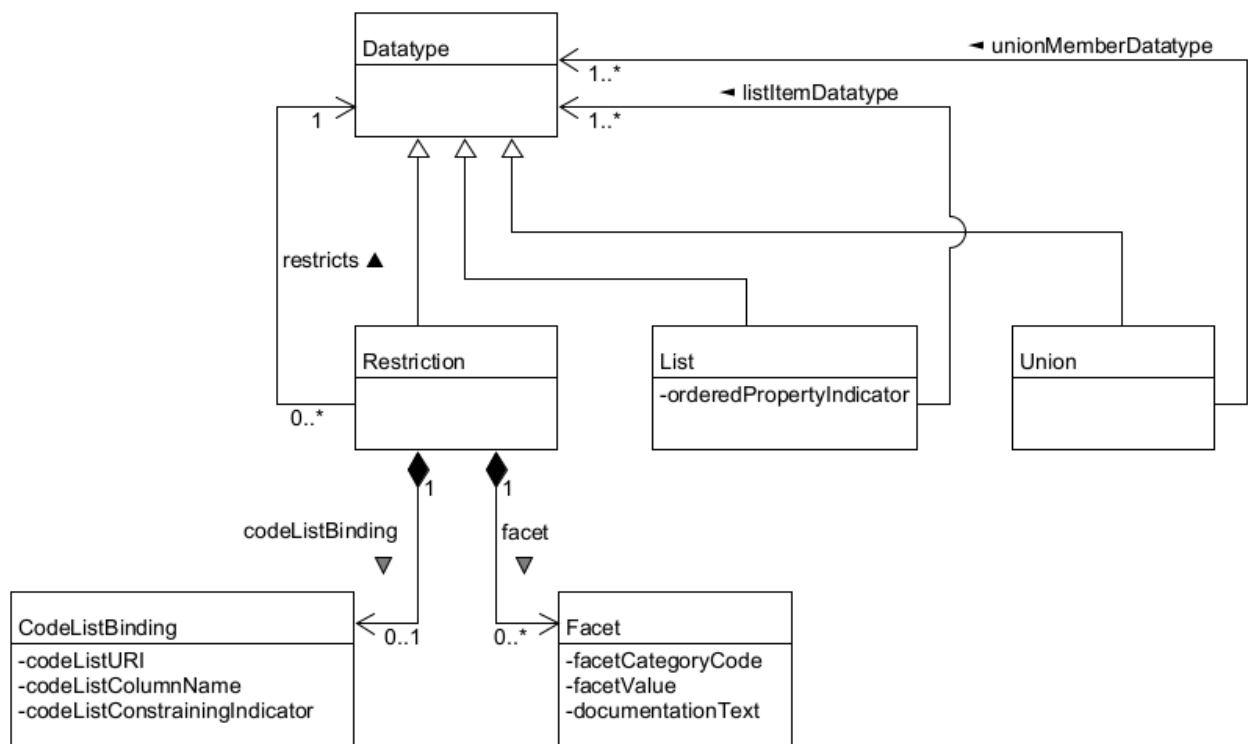 Datatype
◄ unionMemberDatatype
1..*
◄ listItemDatatype
1
1..*
restricts ▲
Restriction
List
Union
-orderedPropertyIndicator
0..*
1
1
codeListBinding
facet
▼
▼
CodeListBinding
0..1
0..*
Facet
-codeListURI
-facetCategoryCode
-codeListColumnName
-facetValue
-codeListConstrainingIndicator
-documentationText